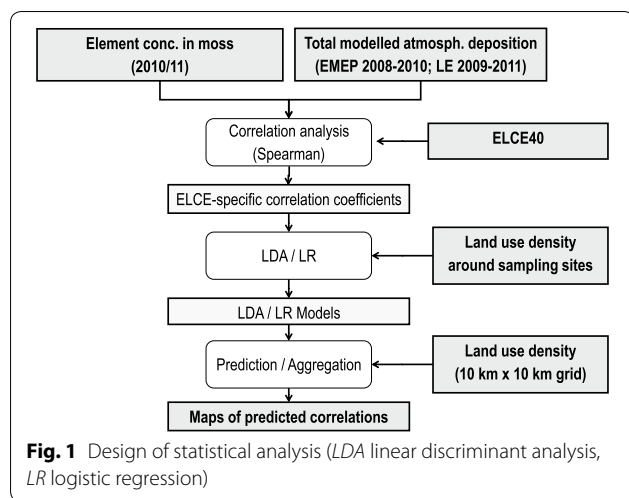 Element conc. in moss
(2010/11)
Total modelled atmosph. deposition
(EMEP 2008-2010; LE 2009-2011)
Correlation analysis
(Spearman)
ELCE40
ELCE-specific correlation coefficients
LDA / LR
Land use density
around sampling sites
LDA / LR Models
Prediction / Aggregation
Land use density
(10 km x 10 km grid)
Maps of predicted correlations
Fig. 1 Design of statistical analysis (LDA linear discriminant analysis,
LR logistic regression)